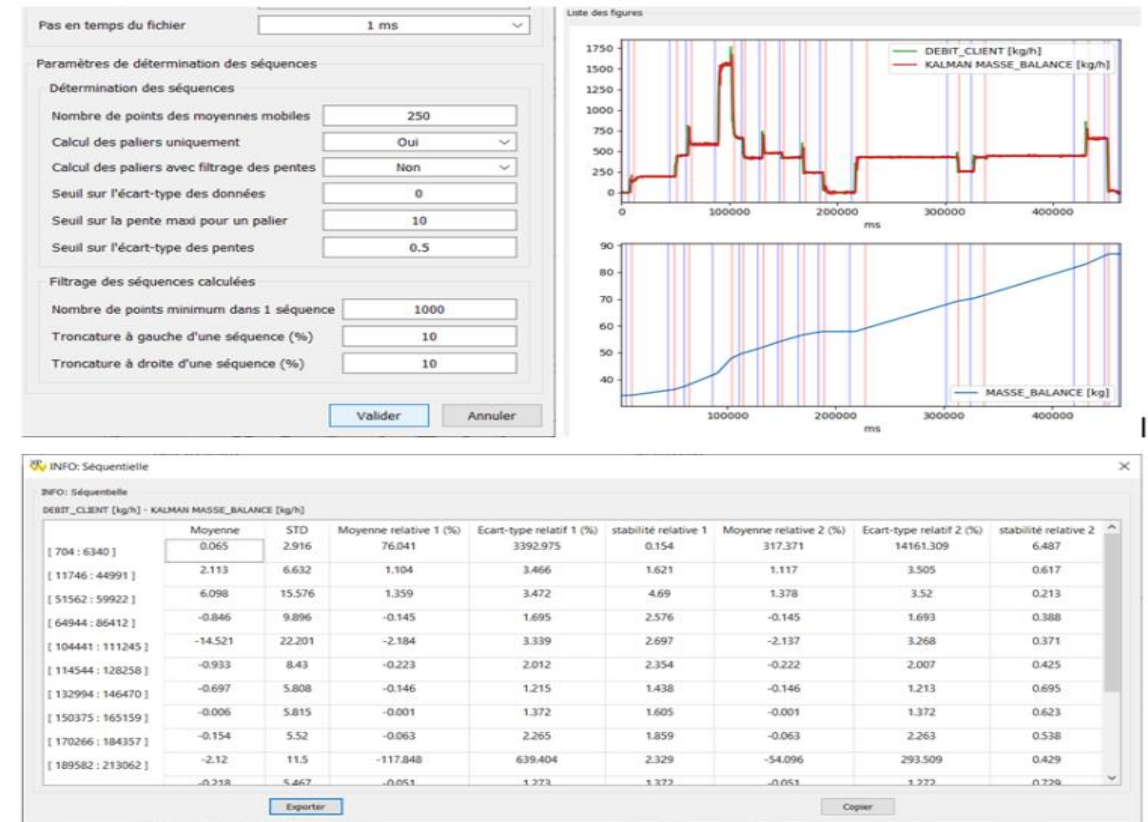 Pas en temps du fichier 1 ms
Paramètres de détermination des séquences
Détermination des séquences
Nombre de points des moyennes mobiles 250
Calcul des paliers uniquement Oui
Calcul des paliers avec filtrage des pentes Non
Seuil sur l'écart-type des données 0
Seuil sur la pente maxi pour un palier 10
Seuil sur l'écart-type des pentes 0.5
Filtrage des séquences calculées
Nombre de points minimum dans 1 séquence 1000
Troncature à gauche d'une séquence (%) 10
Troncature à droite d'une séquence (%) 10
Valider Annuler
Liste des figures
DEBIT_CLIENT [kg/h]
KALMAN MASSE_BALANCE [kg/h]
1750
1500
1250
1000
750
500
250
0
0 100000 200000 300000 400000
ms
90
80
70
60
50
40
MASSE_BALANCE [kg]
100000 200000 300000 400000
ms
INFO: Séquentielle
INFO: Séquentielle
DEBIT_CLIENT [kg/h] - KALMAN MASSE_BALANCE [kg/h]
Moyenne STD Moyenne relative 1 (%) Ecart-type relatif 1 (%) stabilité relative 1 Moyenne relative 2 (%) Ecart-type relatif 2 (%) stabilité relative 2
[ 704 : 6340 ] 0.065 2.916 76.041 3392.975 0.154 317.371 14161.309 6.487
[ 11746 : 44991 ] 2.113 6.632 1.104 3.466 1.621 1.117 3.505 0.617
[ 51562 : 59922 ] 6.098 15.576 1.359 3.472 4.69 1.378 3.52 0.213
[ 64944 : 86412 ] -0.846 9.896 -0.145 1.695 2.576 -0.145 1.693 0.388
[ 104441 : 111245 ] -14.521 22.201 -2.184 3.339 2.697 -2.137 3.268 0.371
[ 114544 : 128258 ] -0.933 8.43 -0.223 2.012 2.354 -0.222 2.007 0.425
[ 132994 : 146470 ] -0.697 5.808 -0.146 1.215 1.438 -0.146 1.213 0.695
[ 150375 : 165159 ] -0.006 5.815 -0.001 1.372 1.605 -0.001 1.372 0.623
[ 170266 : 184357 ] -0.154 5.52 -0.063 2.265 1.859 -0.063 2.263 0.538
[ 189582 : 213062 ] -2.12 11.5 -117.848 639.404 2.329 -54.096 293.509 0.429
-0.218 5.467 -0.051 1.273 1.372 -0.051 1.272 0.729
Exporter Copier